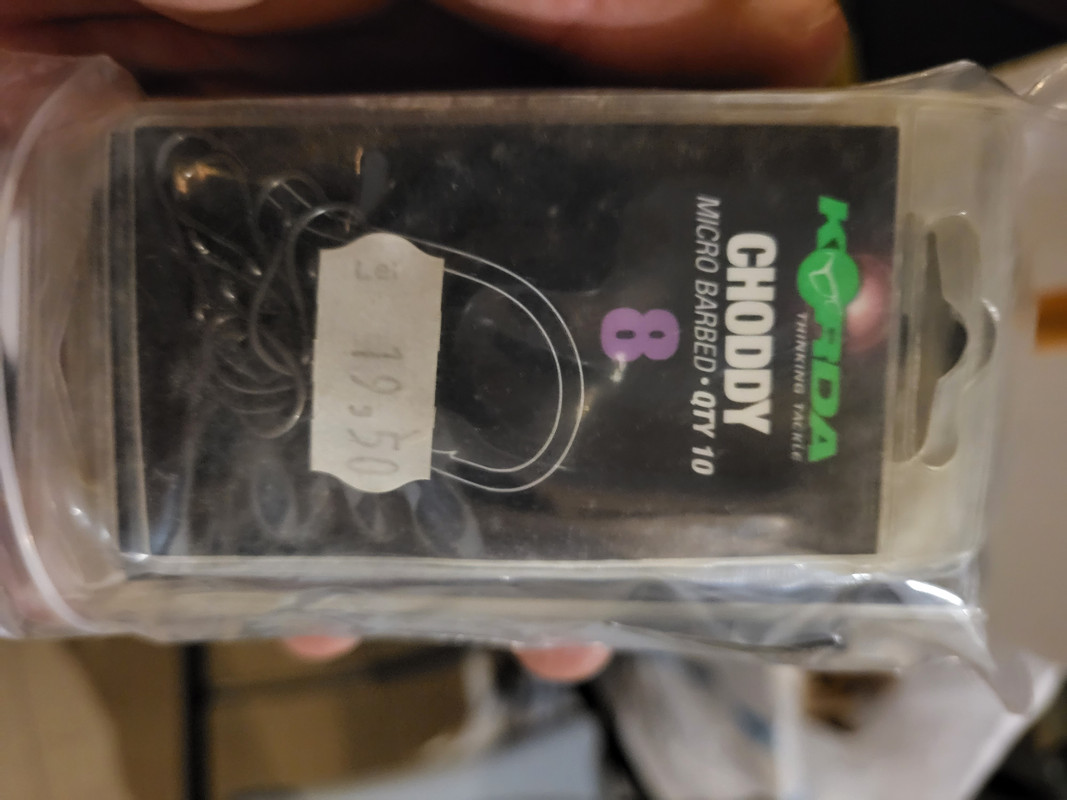 KORDA
THINKING TACKLE
CHODDY
MICRO BARBED • QTY 10
8
19,50